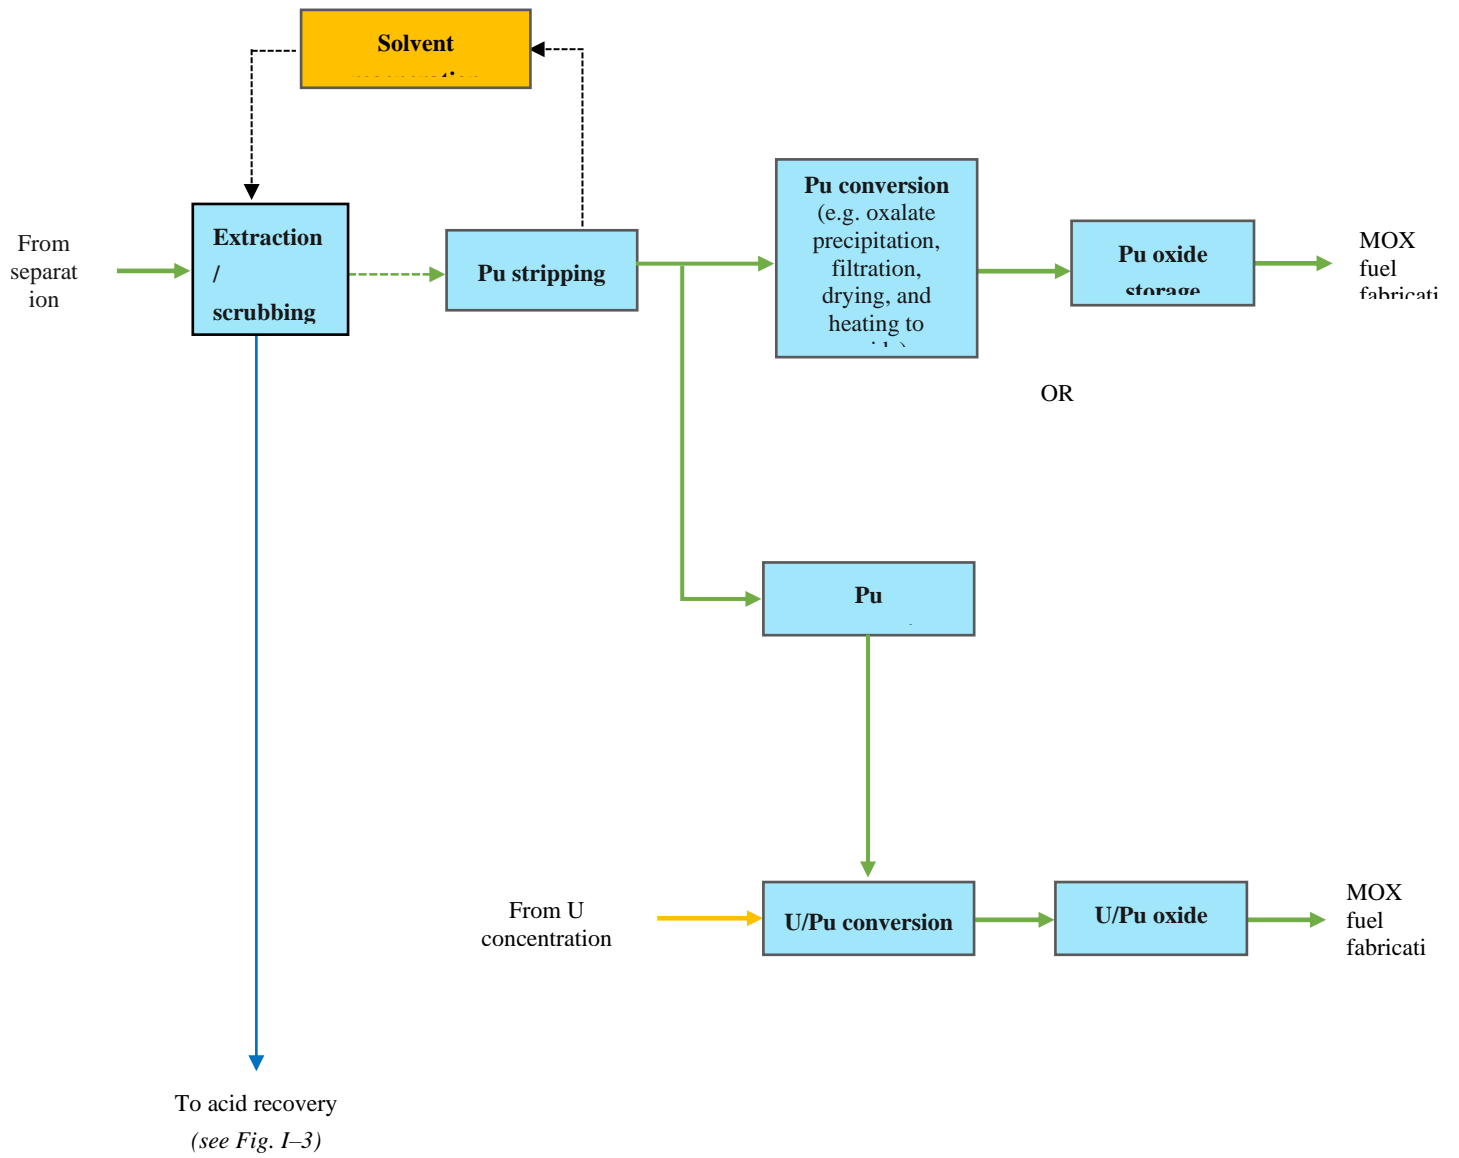 Solvent
From
separat
ion
Extraction
/
scrubbing
Pu stripping
Pu conversion
(e.g. oxalate
precipitation,
filtration,
drying, and
heating to
Pu oxide
storage
MOX
fuel
fabricati
OR
Pu
From U
concentration
U/Pu conversion
U/Pu oxide
MOX
fuel
fabricati
To acid recovery
(see Fig. I–3)